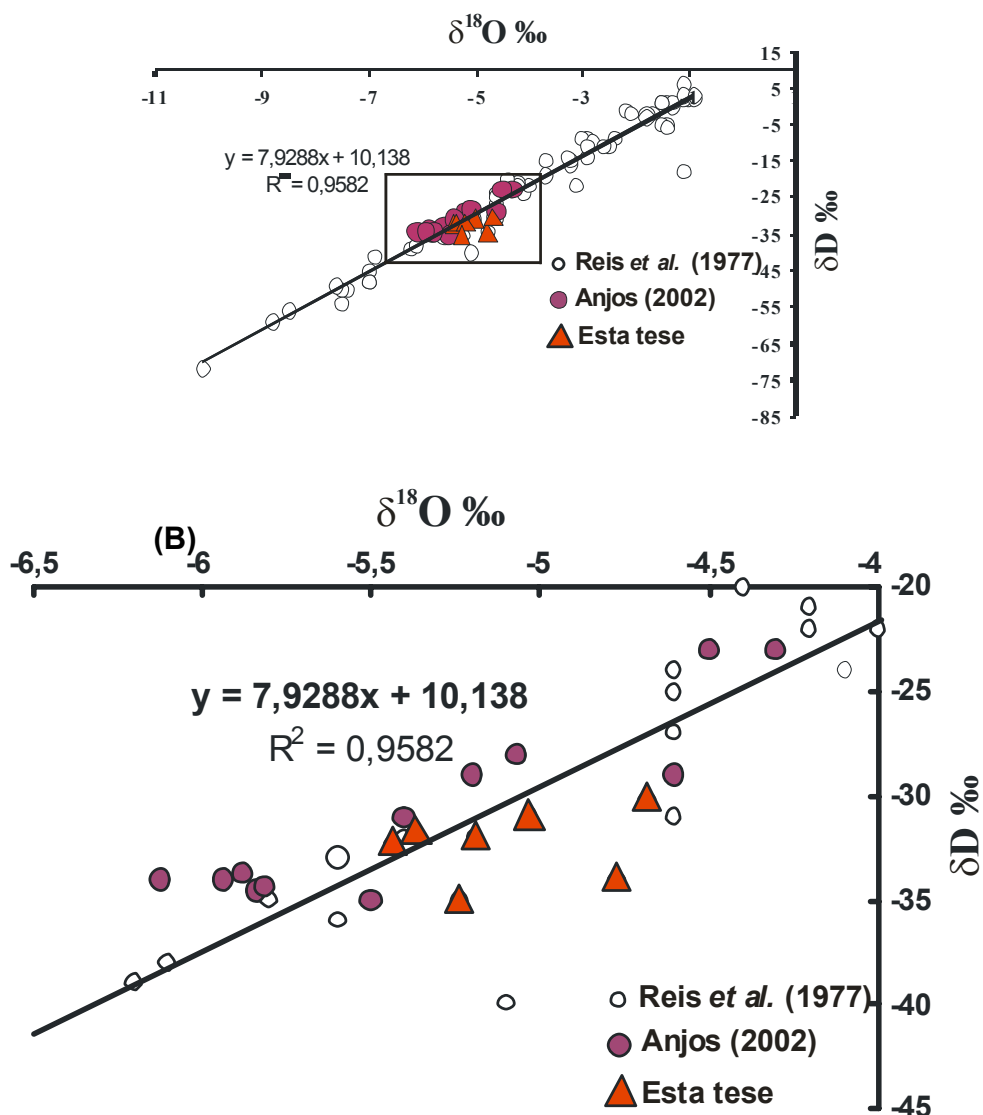 δ18O ‰
15
-11 -9 -7 -5 -3 -1
5
-5
y = 7,9288x + 10,138
-15
R = 0,9582
-25
-35
δD ‰
Reis et al. (1977)
-45
Anjos (2002)
-55
Esta tese
-65
-75
-85
δ18O ‰
(B)
-6,5 -6 -5,5 -5 -4,5 -4
-20
y = 7,9288x + 10,138
-25
R2 = 0,9582
-30
δD ‰
-35
Reis et al. (1977)
-40
Anjos (2002)
Esta tese
-45